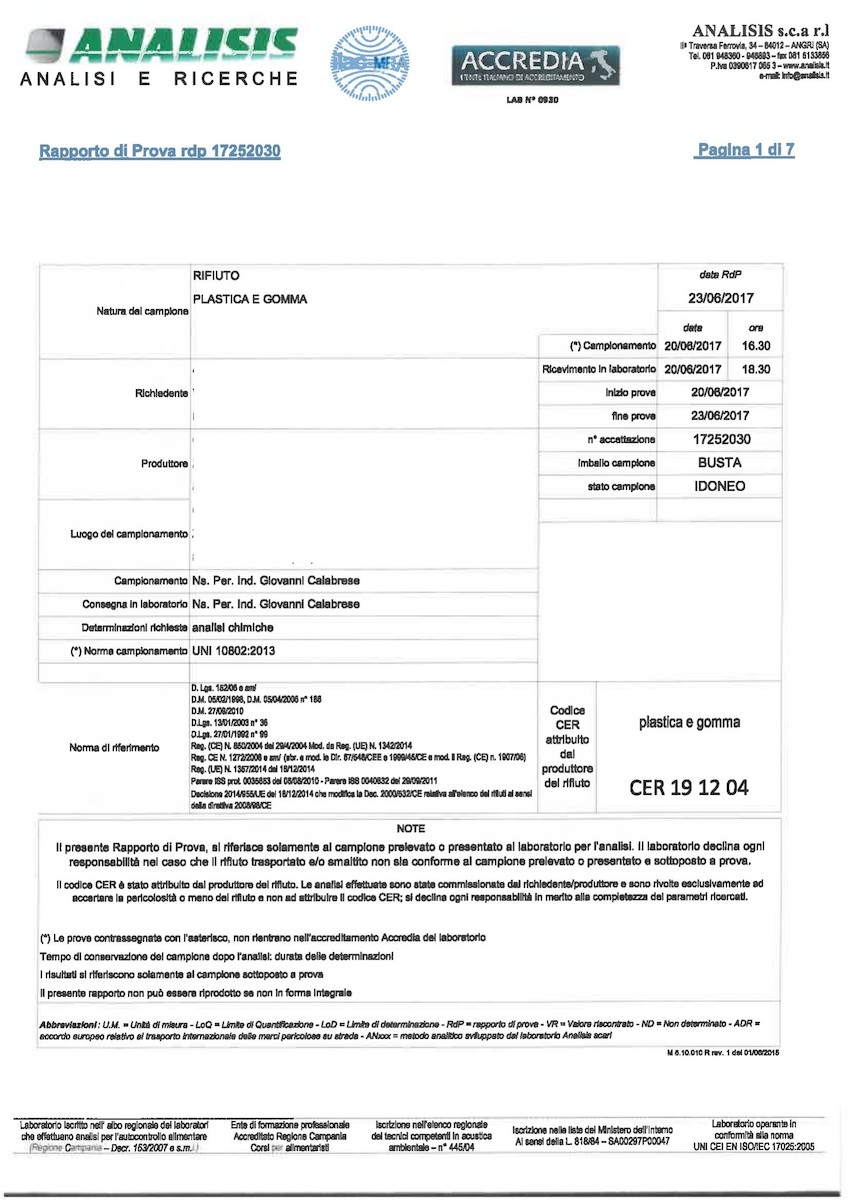 ANALISIS
ANALISI E RICERCHE
ACCREDIA
L'ENTE ITALIANO DI ACCREDITAMENTO
LAB N° 0930
ANALISIS s.c.a r.l
IIª Traversa Ferrovia, 34 – 84012 – ANGRI (SA)
Tel. 081 948360 - 946893 – fax 081 6133856
– www.analisis.it
e-mail: info@analisis.it
Rapporto di Prova rdp 17252030
Pagina 1 di 7
Natura del campione
RIFIUTO
PLASTICA E GOMMA
data RdP
23/06/2017
data ora
(*) Campionamento 20/06/2017 16.30
Ricevimento in laboratorio 20/06/2017 18.30
Richiedente
inizio prove 20/06/2017
fine prove 23/06/2017
n° accettazione 17252030
Produttore
imballo campione BUSTA
stato campione IDONEO
Luogo del campionamento
Campionamento Ns. Per. Ind. Giovanni Calabrese
Consegna in laboratorio Ns. Per. Ind. Giovanni Calabrese
Determinazioni richieste analisi chimiche
(*) Norma campionamento UNI 10802:2013
Norma di riferimento
D. Lgs. 152/06 e smi
D.M. 05/02/1998, D.M. 05/04/2006 n° 186
D.M. 27/09/2010
D.Lgs. 13/01/2003 n° 36
D.Lgs. 27/01/1992 n° 99
Reg. (CE) N. 850/2004 del 29/4/2004 Mod. da Reg. (UE) N. 1342/2014
Reg. CE N. 1272/2008 e smi (abr. e mod. le Dir. 67/548/CEE e 1999/45/CE e mod. il Reg. (CE) n. 1907/06)
Reg. (UE) N. 1357/2014 del 18/12/2014
Parere ISS prot. 0035653 del 06/08/2010 - Parere ISS 0040832 del 29/09/2011
Decisione 2014/955/UE del 18/12/2014 che modifica la Dec. 2000/532/CE relativa all'elenco dei rifiuti ai sensi
della direttiva 2008/98/CE
Codice
CER
attribuito
dal
produttore
del rifiuto
plastica e gomma
CER 19 12 04
NOTE
Il presente Rapporto di Prova, si riferisce solamente al campione prelevato o presentato al laboratorio per l'analisi. Il laboratorio declina ogni
responsabilità nel caso che il rifiuto trasportato e/o smaltito non sia conforme al campione prelevato o presentato e sottoposto a prova.
Il codice CER è stato attribuito dal produttore del rifiuto. Le analisi effettuate sono state commissionate dal richiedente/produttore e sono rivolte esclusivamente ad
accertare la pericolosità o meno del rifiuto e non ad attribuire il codice CER; si declina ogni responsabilità in merito alla completezza dei parametri ricercati.
(*) Le prove contrassegnate con l'asterisco, non rientrano nell'accreditamento Accredia del laboratorio
Tempo di conservazione del campione dopo l'analisi: durata delle determinazioni
I risultati si riferiscono solamente al campione sottoposto a prova
Il presente rapporto non può essere riprodotto se non in forma integrale
Abbreviazioni: U.M. = Unità di misura - LoQ = Limite di Quantificazione - LoD = Limite di determinazione - RdP = rapporto di prova - VR = Valore riscontrato - ND = Non determinato - ADR =
accordo europeo relativo al trasporto internazionale delle merci pericolose su strada - ANxxx = metodo analitico sviluppato dal laboratorio Analisis scarl
M 5.10.010 R rev. 1 del 01/06/2015
Laboratorio iscritto nell' albo regionale dei laboratori
che effettuano analisi per l'autocontrollo alimentare
(Regione Campania – Decr. 153/2007 e s.m.i.)
Ente di formazione professionale
Accreditato Regione Campania
Corsi per alimentaristi
Iscrizione nell'elenco regionale
dei tecnici competenti in acustica
ambientale – n° 445/04
Iscrizione nelle liste del Ministero dell'Interno
Ai sensi della L. 818/84 – SA00297P00047
Laboratorio operante in
conformità alla norma
UNI CEI EN ISO/IEC 17025:2005